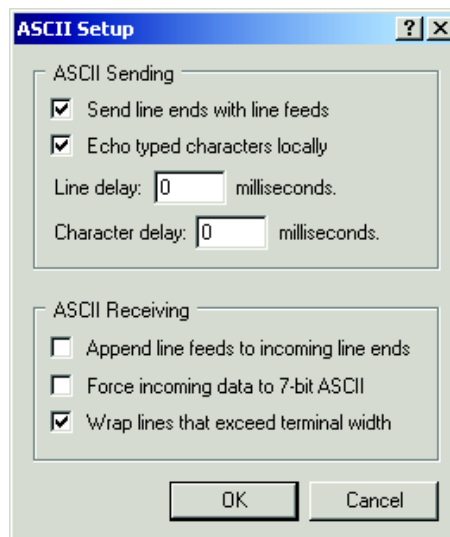 ASCII Setup
ASCII Sending
Send line ends with line feeds
Echo typed characters locally
Line delay: 0 milliseconds.
Character delay: 0 milliseconds.
ASCII Receiving
Append line feeds to incoming line ends
Force incoming data to 7-bit ASCII
Wrap lines that exceed terminal width
OK Cancel